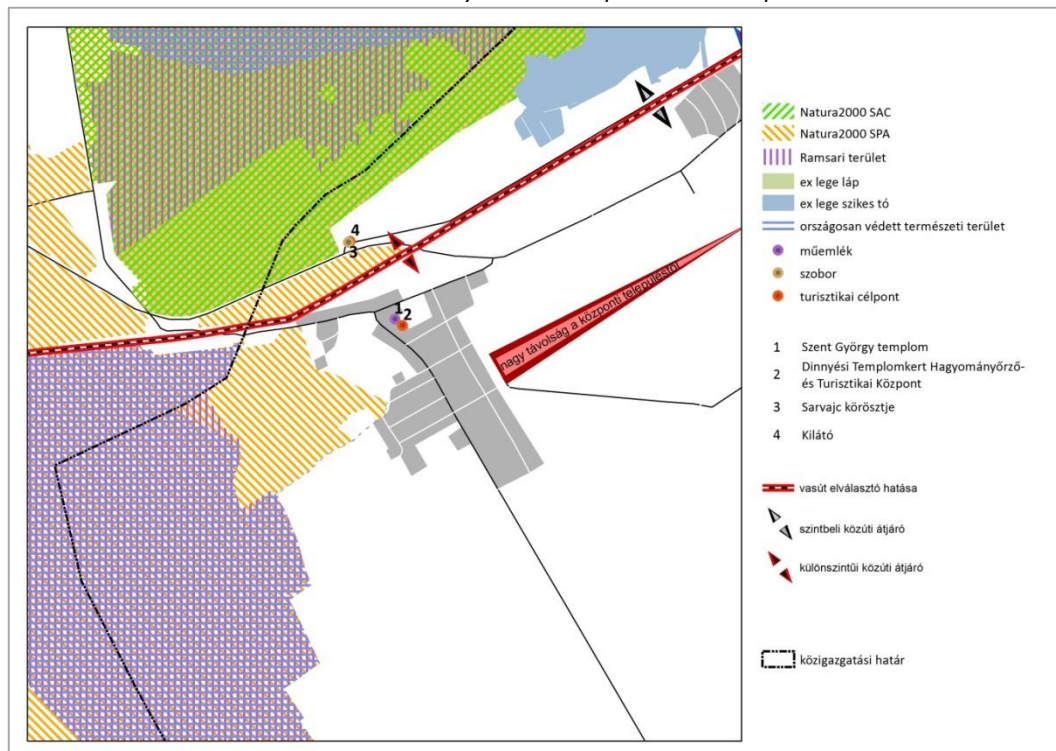 4
3
1
2
nagy távolság a központi településtől
Natura2000 SAC
Natura2000 SPA
Ramsari terület
ex lege láp
ex lege szikes tó
országosan védett természeti terület
műemlék
szobor
turisztikai célpont
1 Szent György templom
2 Dinnyési Templomkert Hagyományőrző-
és Turisztikai Központ
3 Sarvajc körösztje
4 Kilátó
vasút elválasztó hatása
szintbeli közúti átjáró
különszintű közúti átjáró
közigazgatási határ